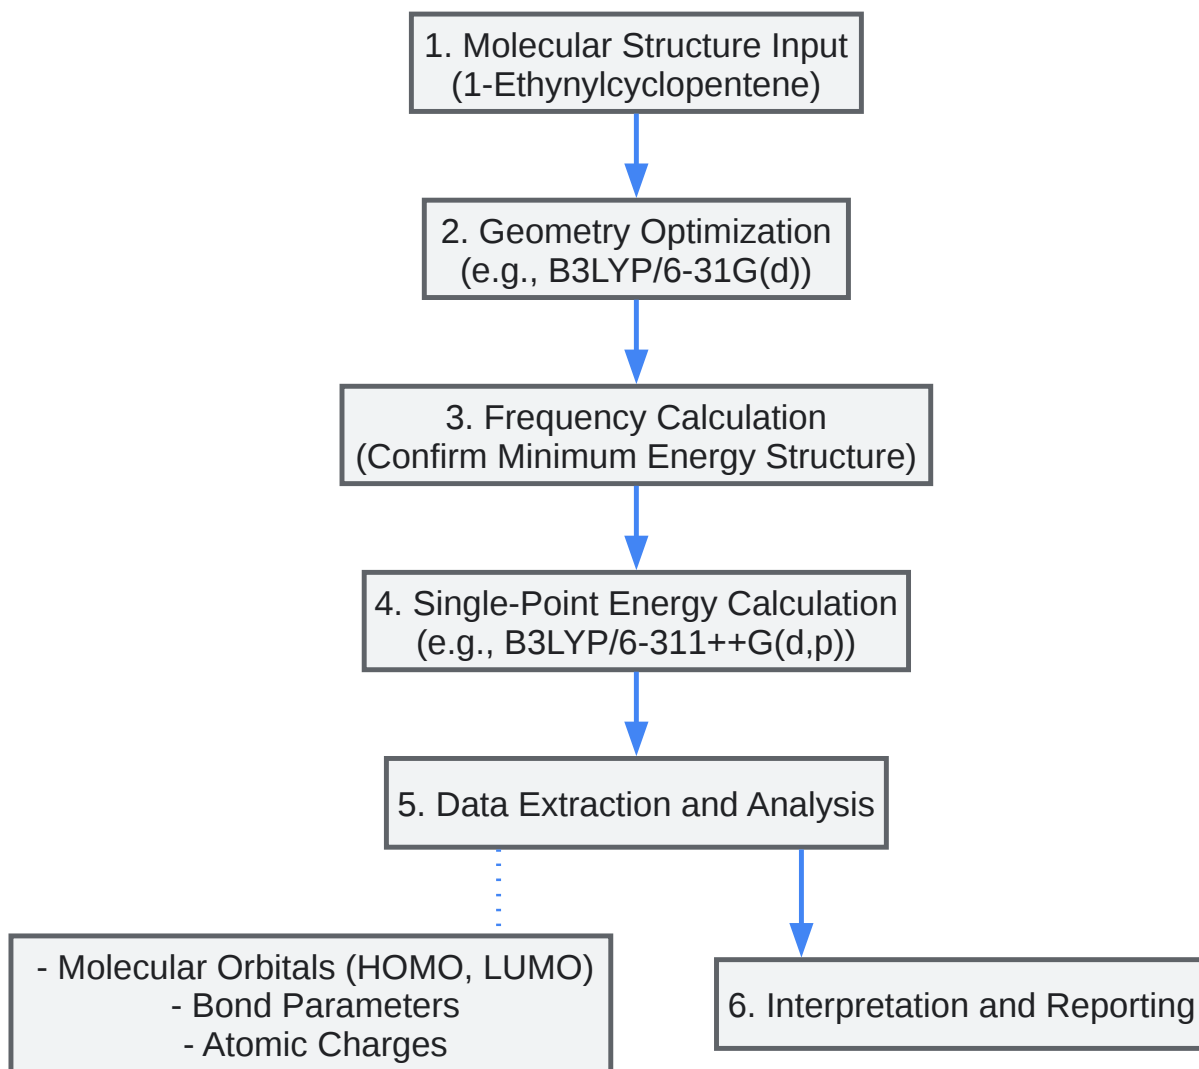 1. Molecular Structure Input
(1-Ethynylcyclopentene)
2. Geometry Optimization
(e.g., B3LYP/6-31G(d))
3. Frequency Calculation
(Confirm Minimum Energy Structure)
4. Single-Point Energy Calculation
(e.g., B3LYP/6-311++G(d,p))
5. Data Extraction and Analysis
- Molecular Orbitals (HOMO, LUMO)
- Bond Parameters
- Atomic Charges
6. Interpretation and Reporting